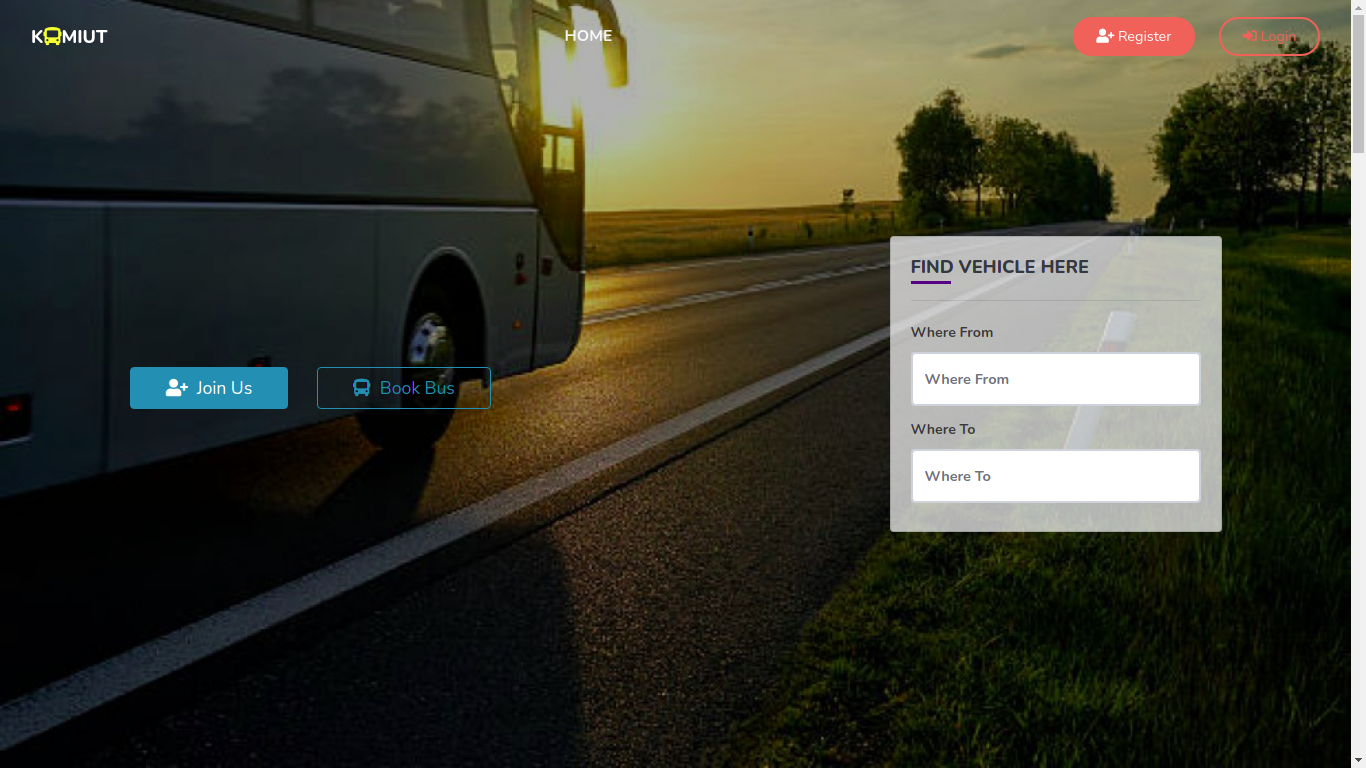 KOMIUT
HOME
Register
Login
FIND VEHICLE HERE
Where From
Where From
Where To
Where To
Join Us
Book Bus